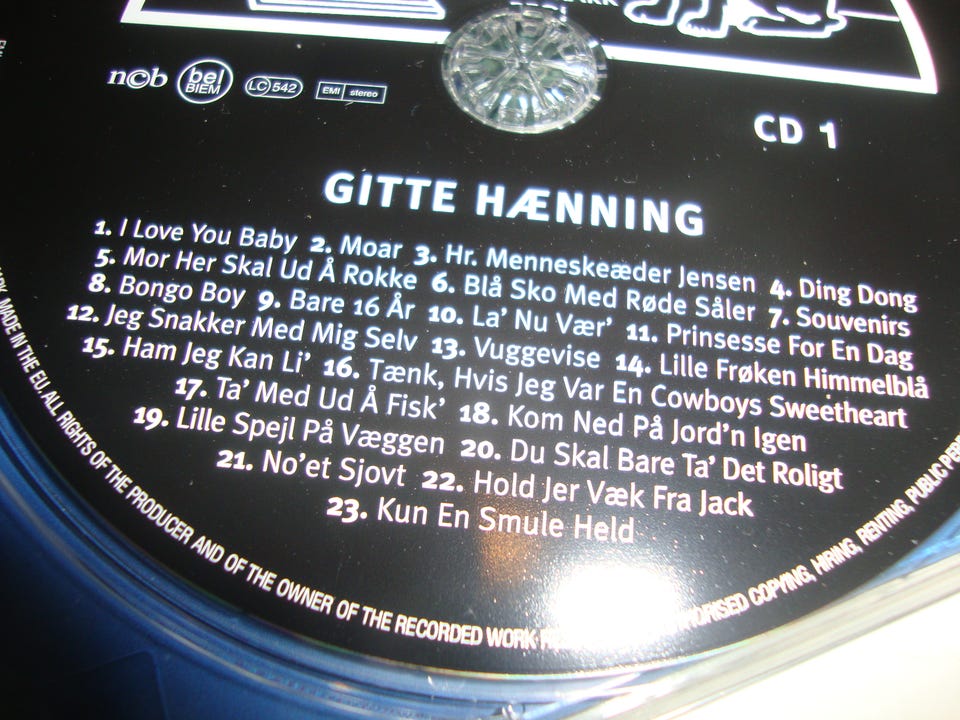 n©b bel BIEM LC 542 EMI stereo
CD 1
GITTE HÆNNING
1. I Love You Baby 2. Moar 3. Hr. Menneskeæder Jensen 4. Ding Dong
5. Mor Her Skal Ud Å Rokke 6. Blå Sko Med Røde Såler 7. Souvenirs
8. Bongo Boy 9. Bare 16 År 10. La' Nu Vær' 11. Prinsesse For En Dag
12. Jeg Snakker Med Mig Selv 13. Vuggevise 14. Lille Frøken Himmelblå
15. Ham Jeg Kan Li' 16. Tænk, Hvis Jeg Var En Cowboys Sweetheart
17. Ta' Med Ud Å Fisk' 18. Kom Ned På Jord'n Igen
19. Lille Spejl På Væggen 20. Du Skal Bare Ta' Det Roligt
21. No'et Sjovt 22. Hold Jer Væk Fra Jack
23. Kun En Smule Held
MADE IN THE EU. ALL RIGHTS OF THE PRODUCER AND OF THE OWNER OF THE RECORDED WORK COPYING, HIRING, RENTING, PUBLIC